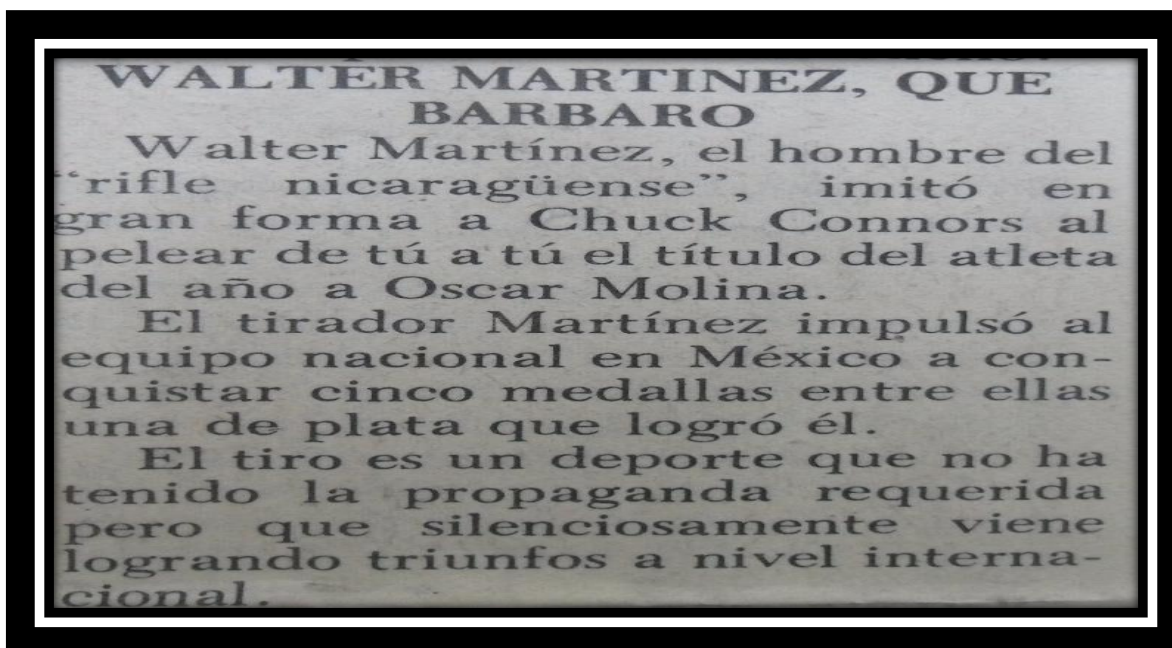 WALTER MARTINEZ, QUE
BARBARO
Walter Martínez, el hombre del
“rifle nicaragüense”, imitó en
gran forma a Chuck Connors al
pelear de tú a tú el título del atleta
del año a Oscar Molina.
El tirador Martínez impulsó al
equipo nacional en México a con-
quistar cinco medallas entre ellas
una de plata que logró él.
El tiro es un deporte que no ha
tenido la propaganda requerida
pero que silenciosamente viene
logrando triunfos a nivel interna-
cional.